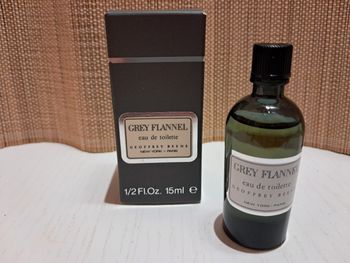 GREY FLANNEL
eau de toilette
GEOFFREY BEENE
NEW YORK - PARIS
1/2 Fl.Oz. 15ml e
GREY FLANNEL
eau de toilette
GEOFFREY BEENE
NEW YORK - PARIS